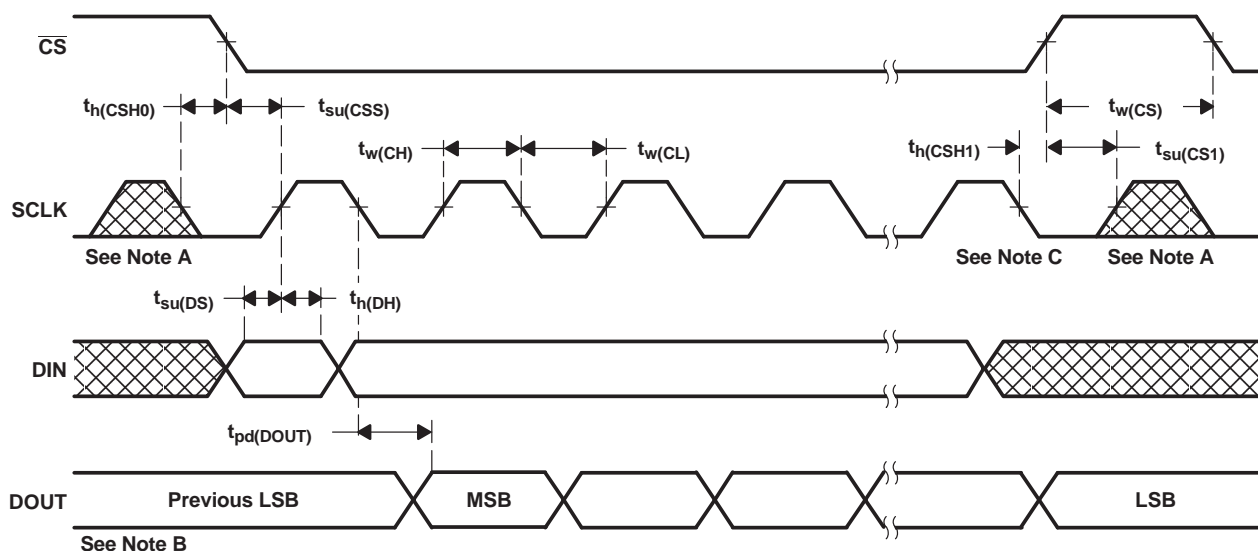 CS
th(CSH0)
tsu(CSS)
tw(CS)
tw(CH)
tw(CL)
th(CSH1)
tsu(CS1)
SCLK
See Note A
See Note C
See Note A
tsu(DS)
th(DH)
DIN
tpd(DOUT)
DOUT
Previous LSB
MSB
LSB
See Note B